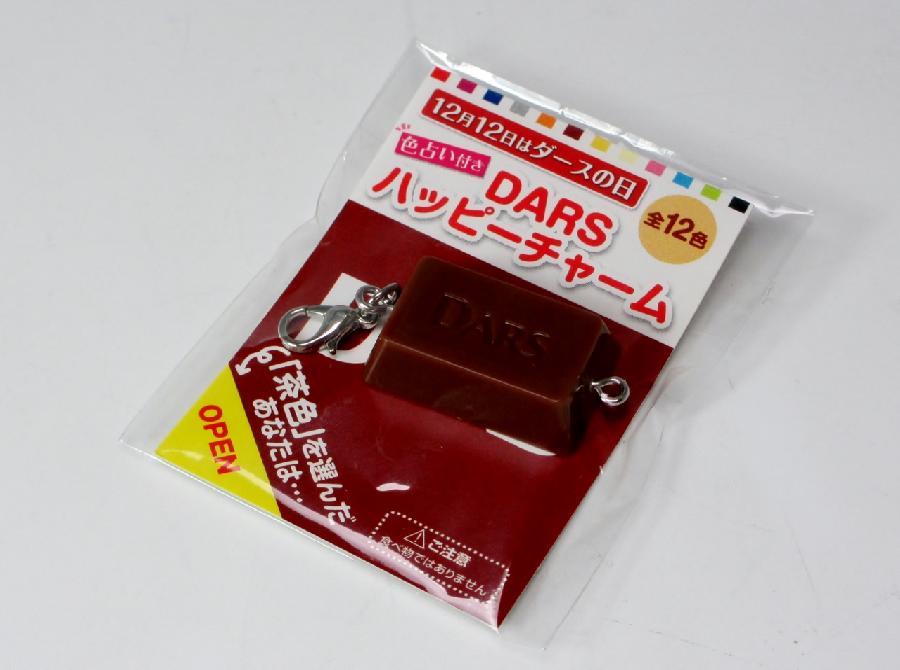 12月12日はダースの日
色占い付き
DARS
ハッピーチャーム
全12色
DARS
「茶色」を選んだ
あなたは…
OPEN
ご注意
食べ物ではありません